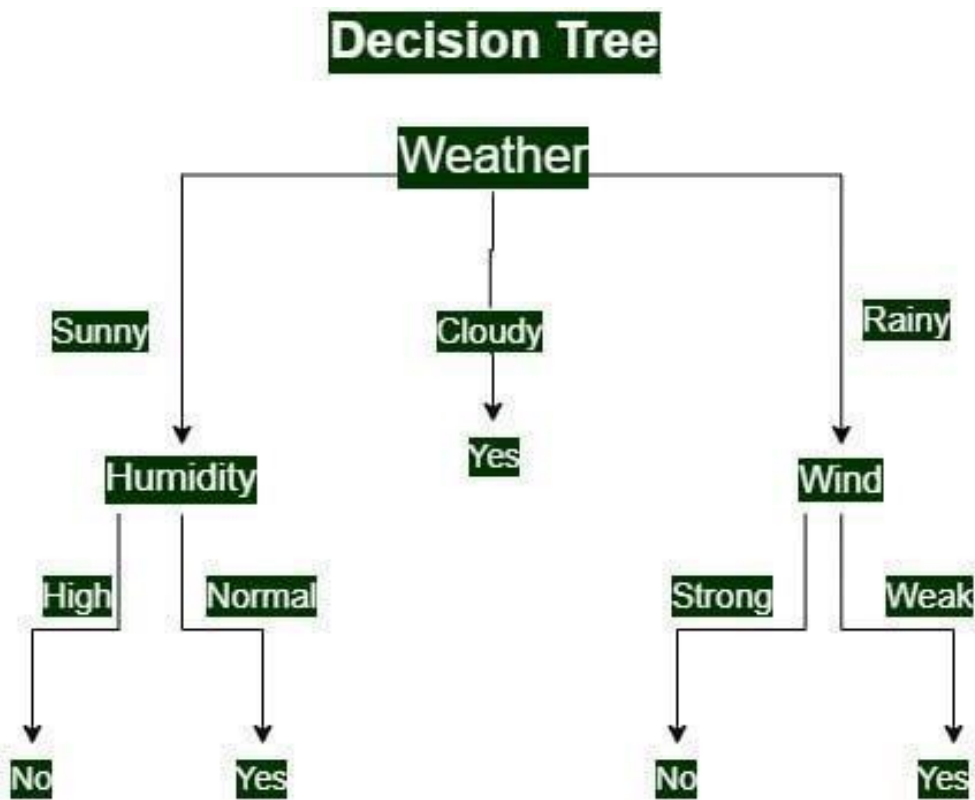 Decision Tree
Weather
Sunny
Cloudy
Rainy
Yes
Humidity
Wind
High
Normal
Strong
Weak
No
Yes
No
Yes